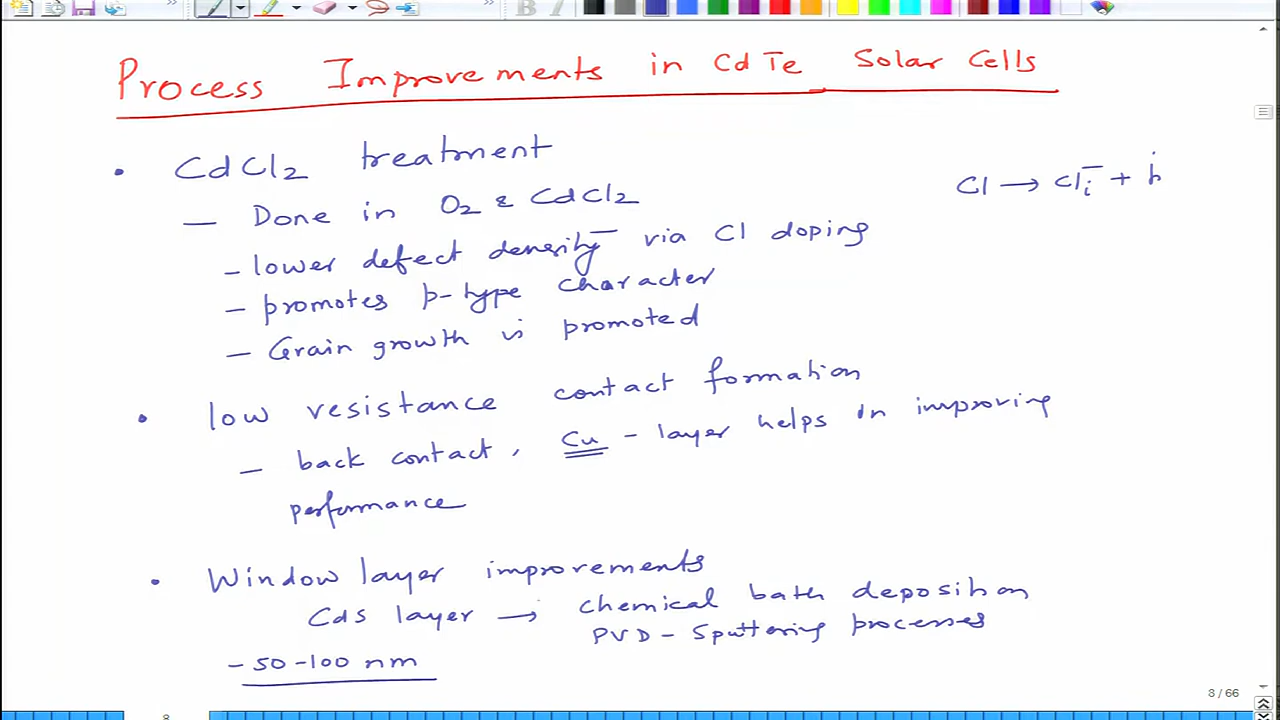 Process Improvements in CdTe Solar Cells
• CdCl2 treatment
Cl → Cli⁻ + ḣ
— Done in O2 & CdCl2
- lower defect density via Cl doping
- promotes p-type character
- Grain growth is promoted
• low resistance contact formation
— back contact, Cu - layer helps in improving
performance
• Window layer improvements
CdS layer → chemical bath deposition
PVD - Sputtering processes
- 50-100 nm
3 / 66
8